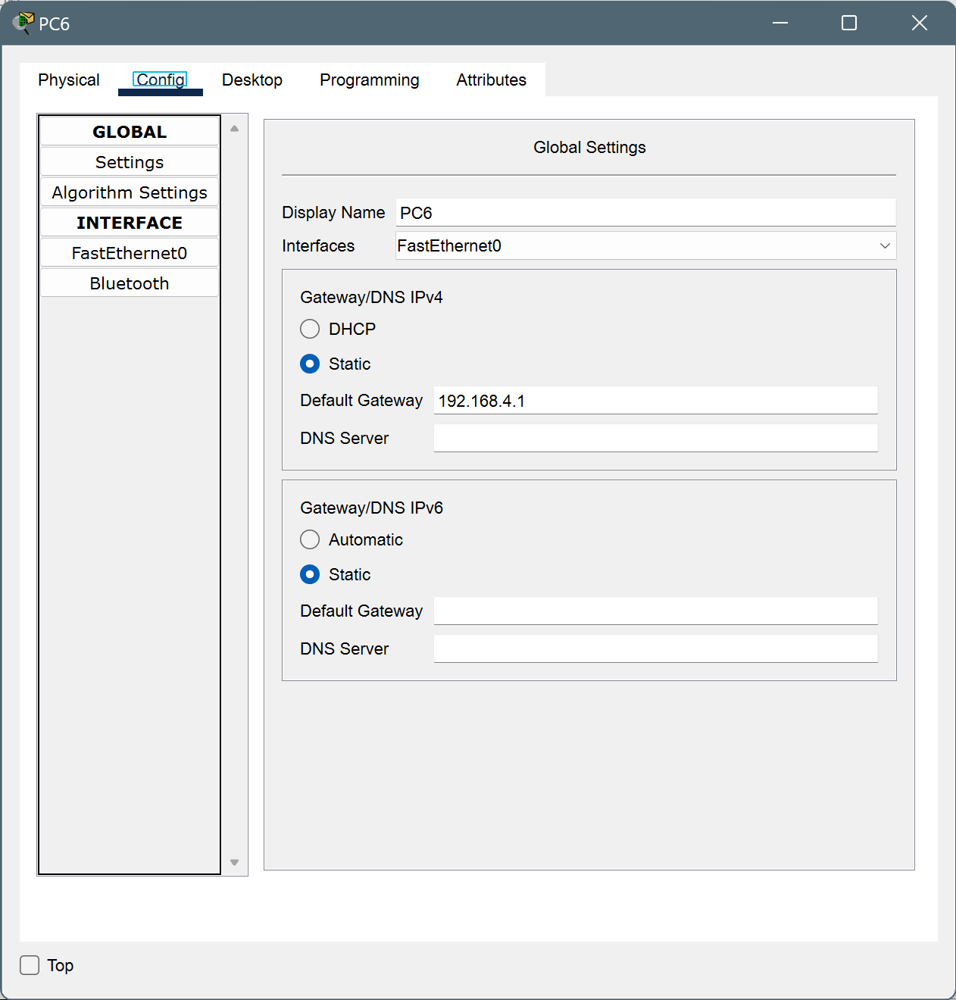 PC6
Physical Config Desktop Programming Attributes
GLOBAL
Settings
Algorithm Settings
INTERFACE
FastEthernet0
Bluetooth
Global Settings
Display Name PC6
Interfaces FastEthernet0
Gateway/DNS IPv4
DHCP
Static
Default Gateway 192.168.4.1
DNS Server
Gateway/DNS IPv6
Automatic
Static
Default Gateway
DNS Server
Top